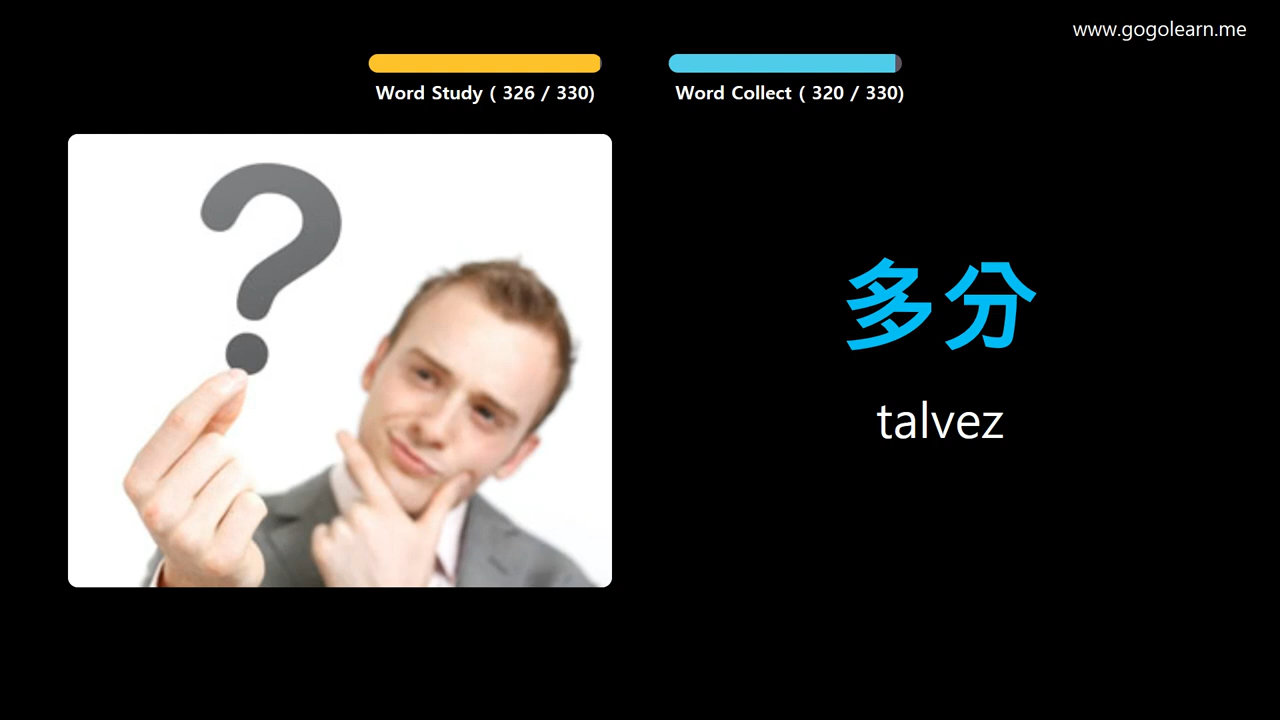 www.gogolearn.me
Word Study ( 326 / 330)
Word Collect ( 320 / 330)
?
多分
talvez